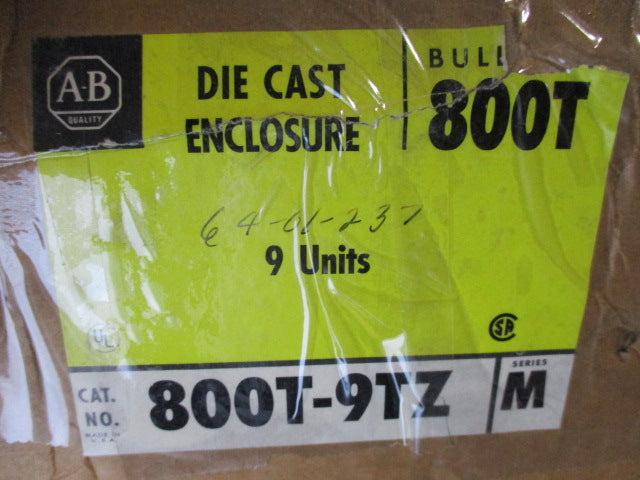 A-B
QUALITY
DIE CAST
ENCLOSURE
BULL
800T
64-01-237
9 Units
UL
SA
CAT.
NO.
MADE IN
U.S.A.
800T-9TZ
SERIES
M